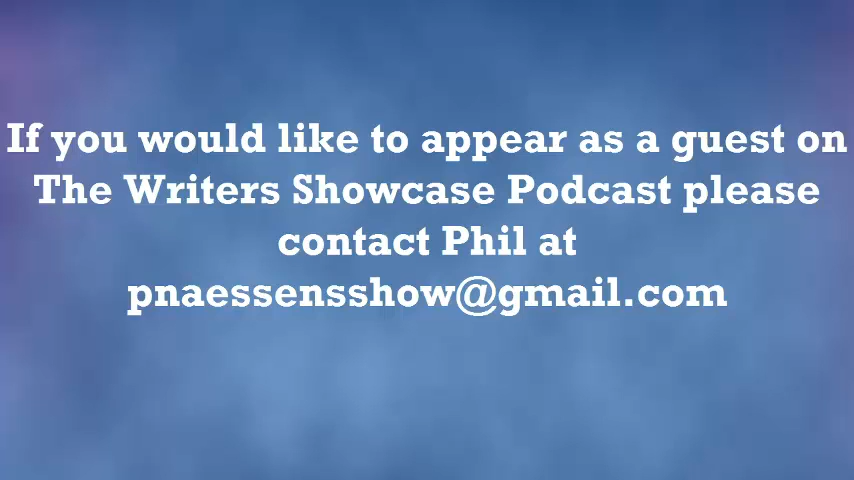 If you would like to appear as a guest on
The Writers Showcase Podcast please
contact Phil at
pnaessensshow@gmail.com